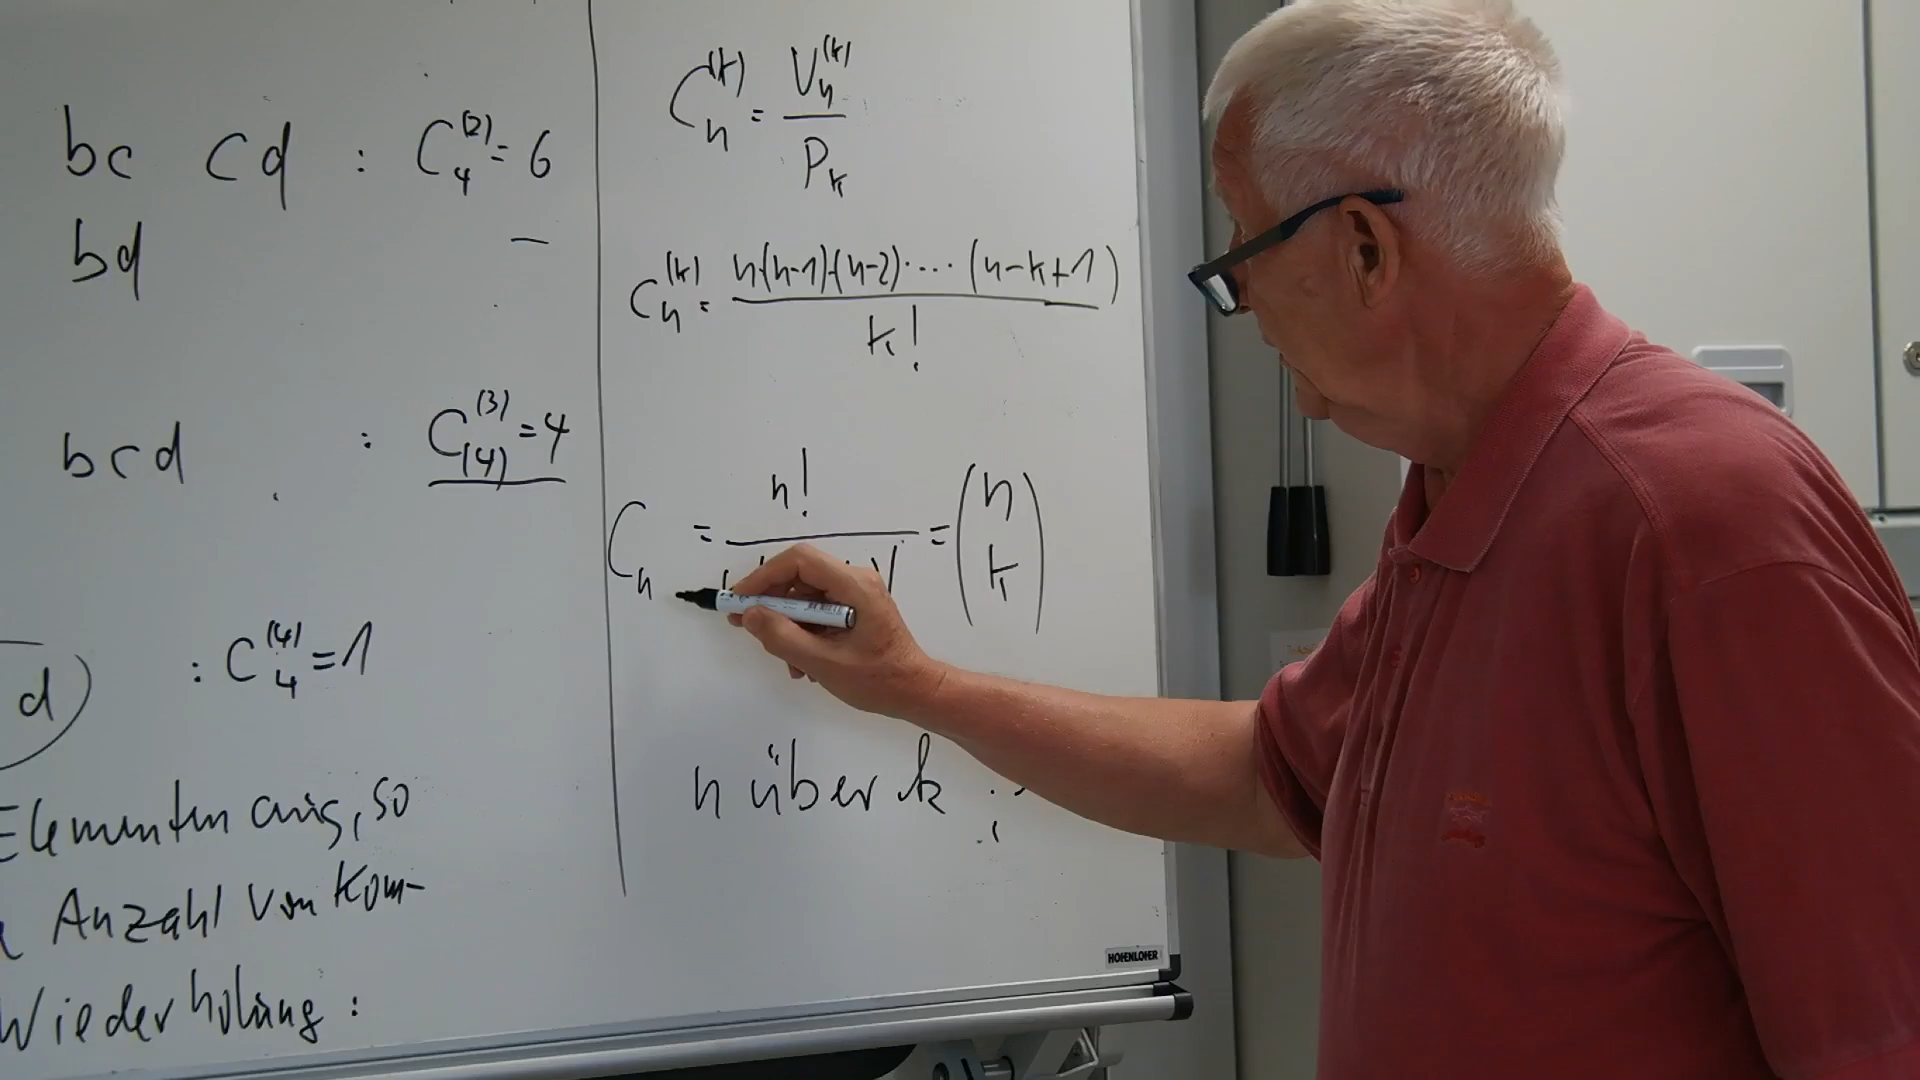 bc cd : C_4^(2) = 6
bd
bcd : C_(4)^(3) = 4
d : C_4^(4) = 1
Elementen aus, so
Anzahl von Kom-
Wiederholung :
C_n^(k) = V_n^(k) / P_k
C_n^(k) = n·(n-1)·(n-2)·....(n-k+1) / k!
C_n = n! / = (n k)
n über k
HOHENLOHER